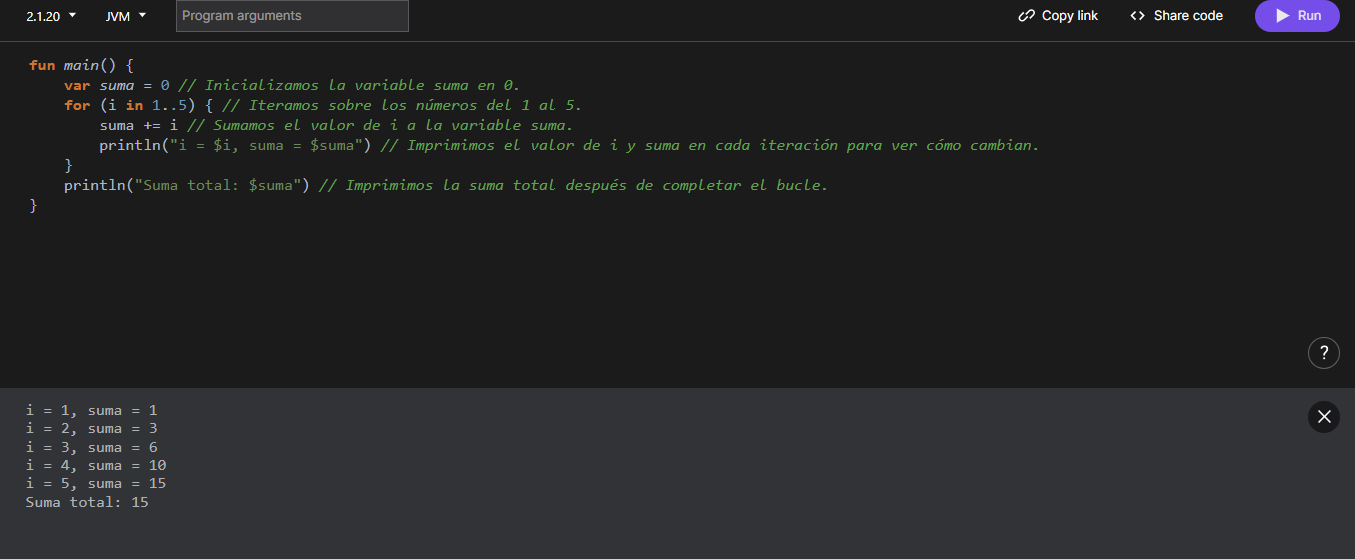 2.1.20 JVM Program arguments Copy link <> Share code Run
fun main() {
    var suma = 0 // Inicializamos la variable suma en 0.
    for (i in 1..5) { // Iteramos sobre los números del 1 al 5.
        suma += i // Sumamos el valor de i a la variable suma.
        println("i = $i, suma = $suma") // Imprimimos el valor de i y suma en cada iteración para ver cómo cambian.
    }
    println("Suma total: $suma") // Imprimimos la suma total después de completar el bucle.
}
?
i = 1, suma = 1
i = 2, suma = 3
i = 3, suma = 6
i = 4, suma = 10
i = 5, suma = 15
Suma total: 15